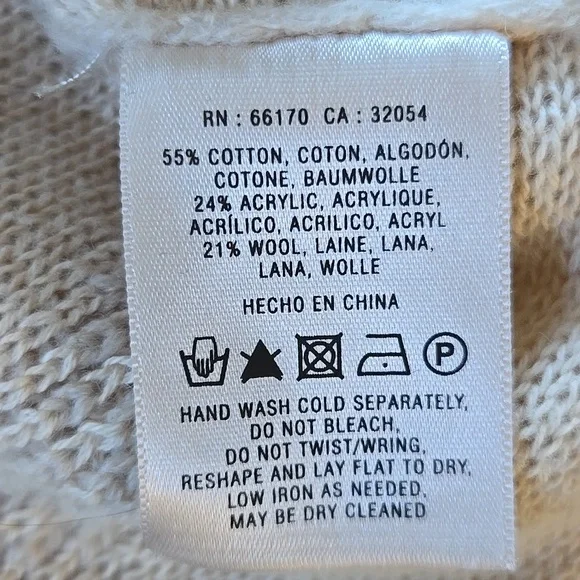 RN : 66170 CA : 32054
55% COTTON, COTON, ALGODÓN,
COTONE, BAUMWOLLE
24% ACRYLIC, ACRYLIQUE,
ACRÍLICO, ACRILICO, ACRYL
21% WOOL, LAINE, LANA,
LANA, WOLLE
HECHO EN CHINA
P
HAND WASH COLD SEPARATELY,
DO NOT BLEACH,
DO NOT TWIST/WRING,
RESHAPE AND LAY FLAT TO DRY,
LOW IRON AS NEEDED,
MAY BE DRY CLEANED